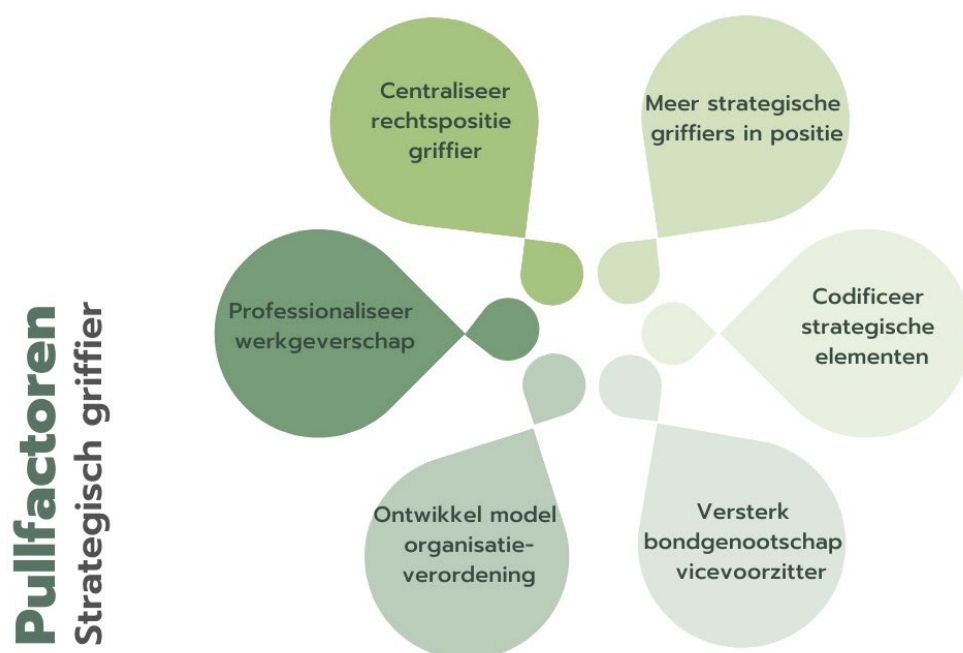 Pullfactoren
Strategisch griffier
Centraliseer
rechtspositie
griffier
Meer strategische
griffiers in positie
Professionaliseer
werkgeverschap
Codificeer
strategische
elementen
Ontwikkel model
organisatie-
verordening
Versterk
bondgenootschap
vicevoorzitter